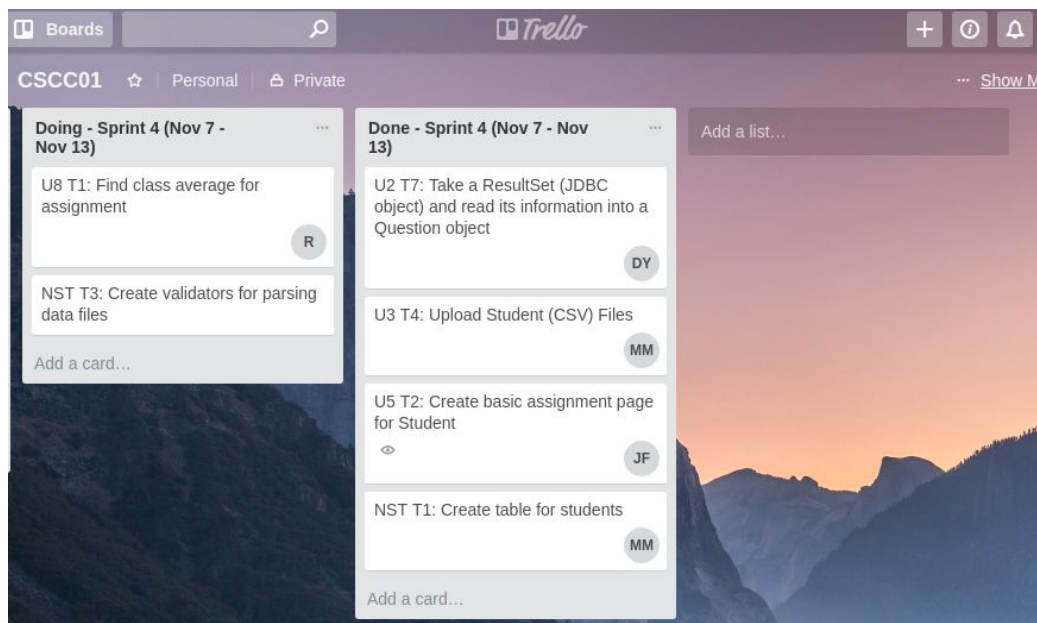 Boards
Trello
CSCC01
Personal
Private
... Show M
Doing - Sprint 4 (Nov 7 -
Nov 13)
...
U8 T1: Find class average for
assignment
R
NST T3: Create validators for parsing
data files
Add a card...
Done - Sprint 4 (Nov 7 - Nov
13)
...
U2 T7: Take a ResultSet (JDBC
object) and read its information into a
Question object
DY
U3 T4: Upload Student (CSV) Files
MM
U5 T2: Create basic assignment page
for Student
JF
NST T1: Create table for students
MM
Add a card...
Add a list...